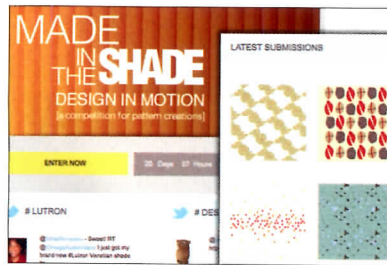 MADE
IN
THE SHADE
DESIGN IN MOTION
[a competition for pattern creations]
ENTER NOW
Days
Hours
# LUTRON
# DES
Sweet! RT
I just got my
brand new #Lutron Venetian shade
LATEST SUBMISSIONS